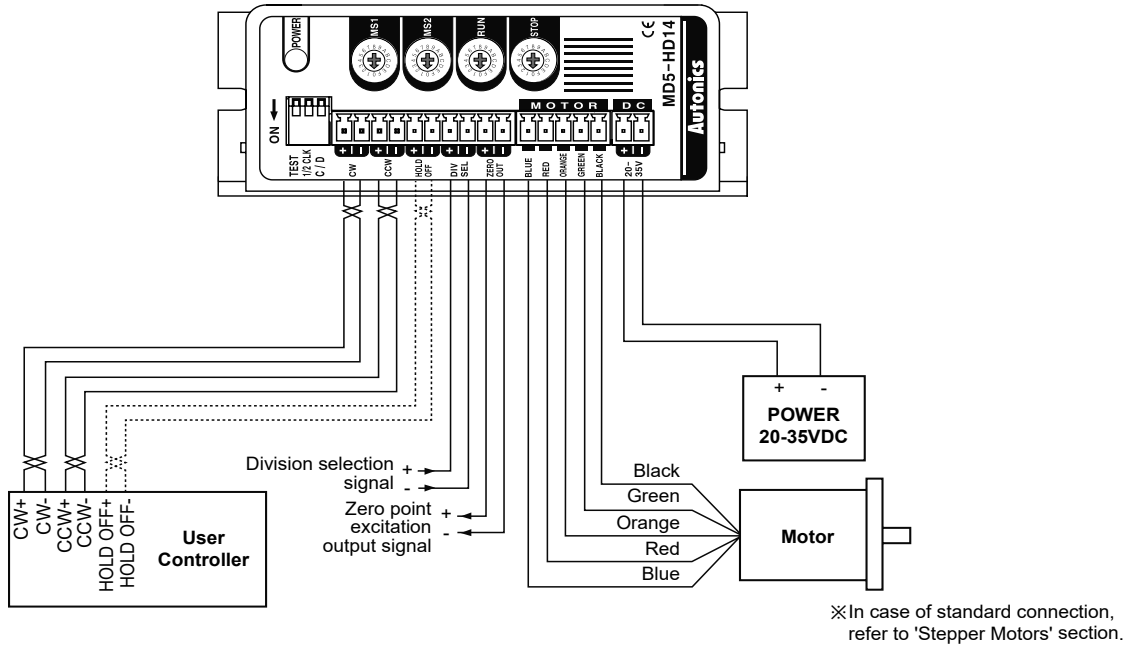 POWER
MS1
MS2
RUN
STOP
CE
MD5-HD14
Autonics
ON
TEST
1/2 CLK
C / D
MOTOR
DC
+ - + - + - + - + -
+ -
CW
CCW
HOLD OFF
DIV SEL
ZERO OUT
BLUE
RED
ORANGE
GREEN
BLACK
20-35V
+ -
POWER
20-35VDC
Division selection +
signal -
Zero point +
excitation
output signal -
Black
Green
Orange
Red
Blue
Motor
CW+
CW-
CCW+
CCW-
HOLD OFF+
HOLD OFF-
User
Controller
※In case of standard connection,
refer to 'Stepper Motors' section.